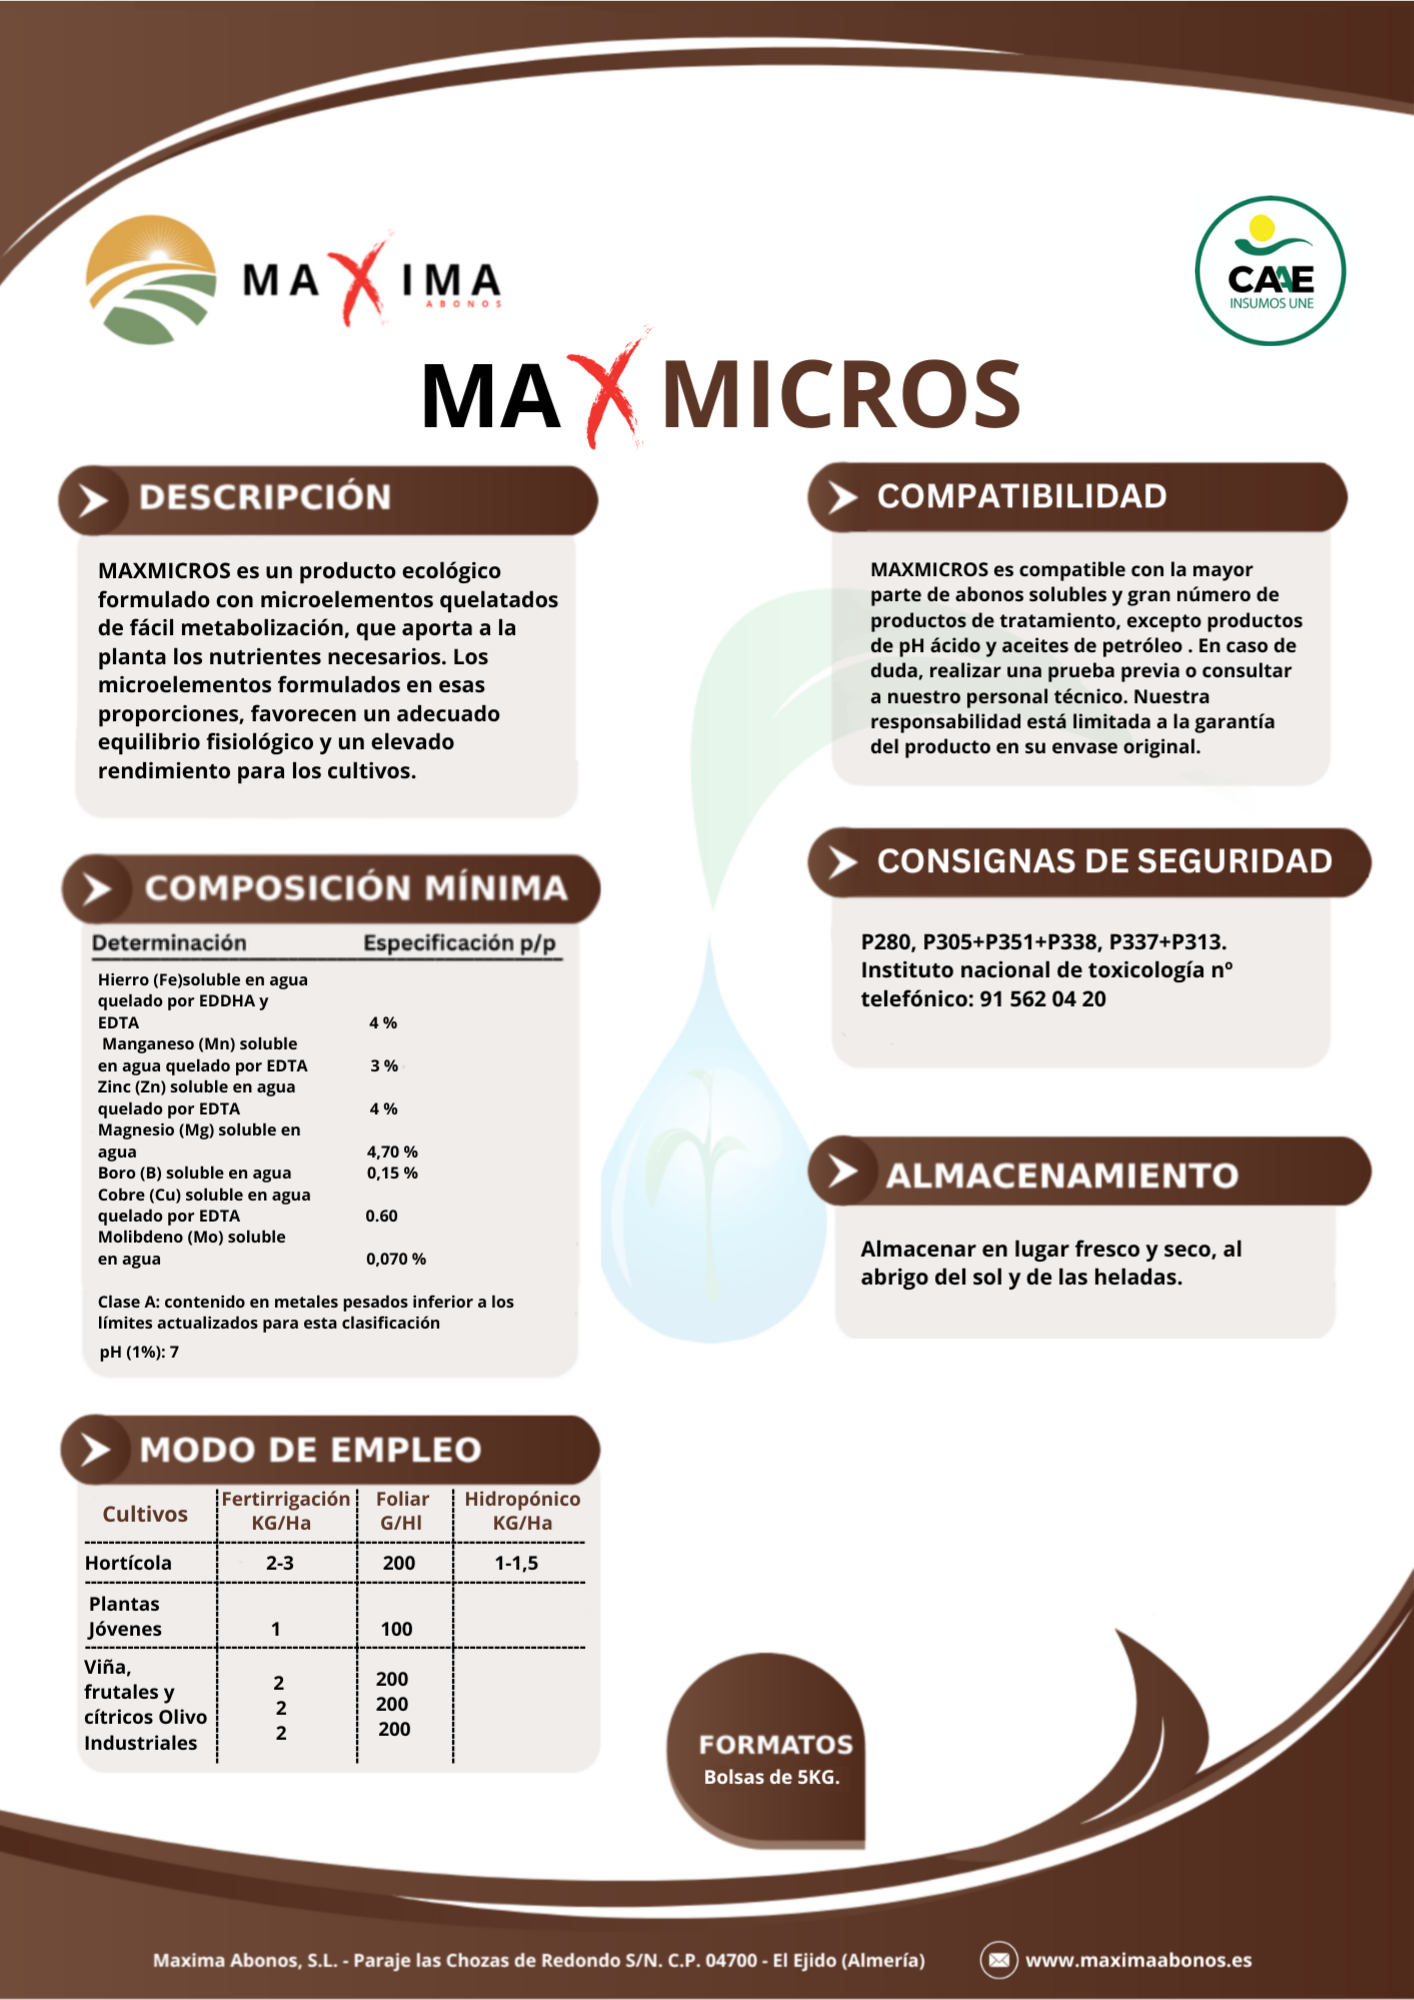 MAXIMA
ABONOS
CAAE
INSUMOS UNE
MAXMICROS
DESCRIPCIÓN
MAXMICROS es un producto ecológico
formulado con microelementos quelatados
de fácil metabolización, que aporta a la
planta los nutrientes necesarios. Los
microelementos formulados en esas
proporciones, favorecen un adecuado
equilibrio fisiológico y un elevado
rendimiento para los cultivos.
COMPOSICIÓN MÍNIMA
Determinación Especificación p/p
Hierro (Fe)soluble en agua
quelado por EDDHA y
EDTA 4 %
Manganeso (Mn) soluble
en agua quelado por EDTA 3 %
Zinc (Zn) soluble en agua
quelado por EDTA 4 %
Magnesio (Mg) soluble en
agua 4,70 %
Boro (B) soluble en agua 0,15 %
Cobre (Cu) soluble en agua
quelado por EDTA 0.60
Molibdeno (Mo) soluble
en agua 0,070 %
Clase A: contenido en metales pesados inferior a los
límites actualizados para esta clasificación
pH (1%): 7
MODO DE EMPLEO
Cultivos Fertirrigación KG/Ha Foliar G/Hl Hidropónico KG/Ha
Hortícola 2-3 200 1-1,5
Plantas
Jóvenes 1 100
Viña,
frutales y 2 200
cítricos Olivo 2 200
Industriales 2 200
COMPATIBILIDAD
MAXMICROS es compatible con la mayor
parte de abonos solubles y gran número de
productos de tratamiento, excepto productos
de pH ácido y aceites de petróleo . En caso de
duda, realizar una prueba previa o consultar
a nuestro personal técnico. Nuestra
responsabilidad está limitada a la garantía
del producto en su envase original.
CONSIGNAS DE SEGURIDAD
P280, P305+P351+P338, P337+P313.
Instituto nacional de toxicología nº
telefónico: 91 562 04 20
ALMACENAMIENTO
Almacenar en lugar fresco y seco, al
abrigo del sol y de las heladas.
FORMATOS
Bolsas de 5KG.
Maxima Abonos, S.L. - Paraje las Chozas de Redondo S/N. C.P. 04700 - El Ejido (Almería) www.maximaabonos.es